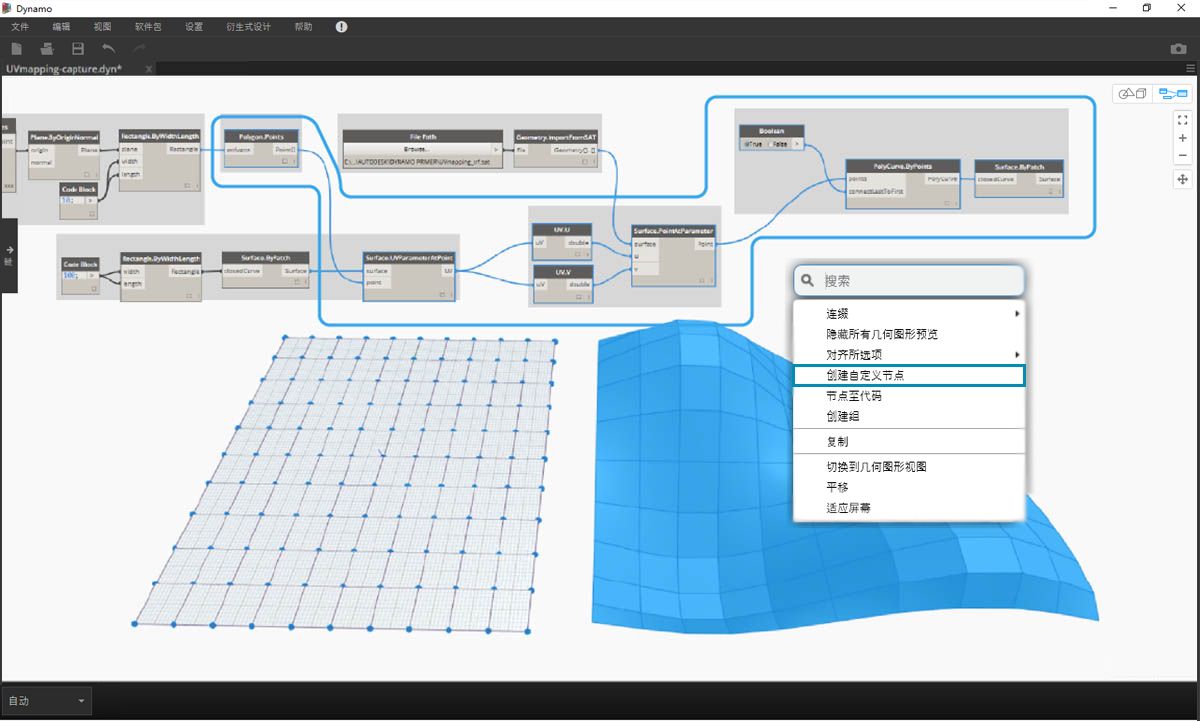 Dynamo
文件 编辑 视图 软件包 设置 衍生式设计 帮助
UVmapping-capture.dyn* x
Plane.ByOriginNormal
origin Plane
normal
Rectangle.ByWidthLength
plane Rectangle
width
length
Code Block
10; >
Polygon.Points
Point[]
File Path
Browse... >
C:\...\AUTODESK\DYNAMO PRIMER\UVmapping_srf.sat
Geometry.ImportFromSAT
file Geometry[]
Boolean
True False >
PolyCurve.ByPoints
points PolyCurve
connectLastToFirst
Surface.ByPatch
closedCurve Surface
Code Block
100; >
Rectangle.ByWidthLength
width Rectangle
length
Surface.ByPatch
closedCurve Surface
Surface.UVParameterAtPoint
surface UV
point
UV.U
uv double
UV.V
uv double
Surface.PointAtParameter
surface Point
u
v
搜索
连缀
隐藏所有几何图形预览
对齐所选项
创建自定义节点
节点至代码
创建组
复制
切换到几何图形视图
平移
适应屏幕
自动